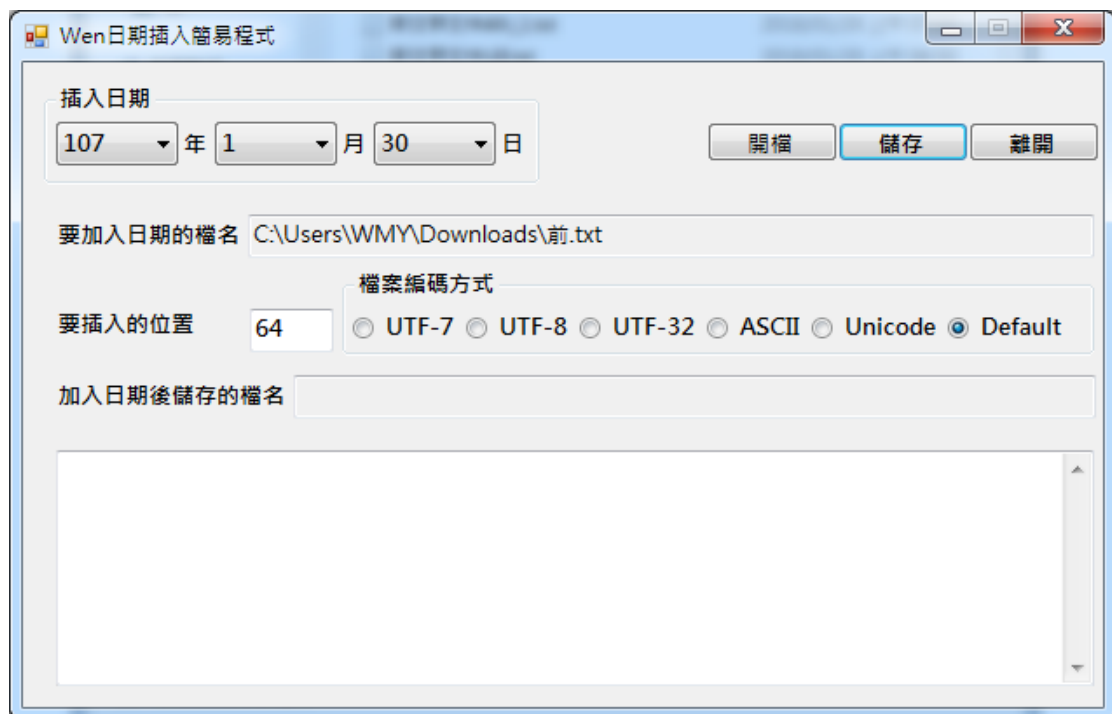 Wen日期插入簡易程式
插入日期
107 年 1 月 30 日
開檔 儲存 離開
要加入日期的檔名 C:\Users\WMY\Downloads\前.txt
檔案編碼方式
要插入的位置 64 UTF-7 UTF-8 UTF-32 ASCII Unicode Default
加入日期後儲存的檔名